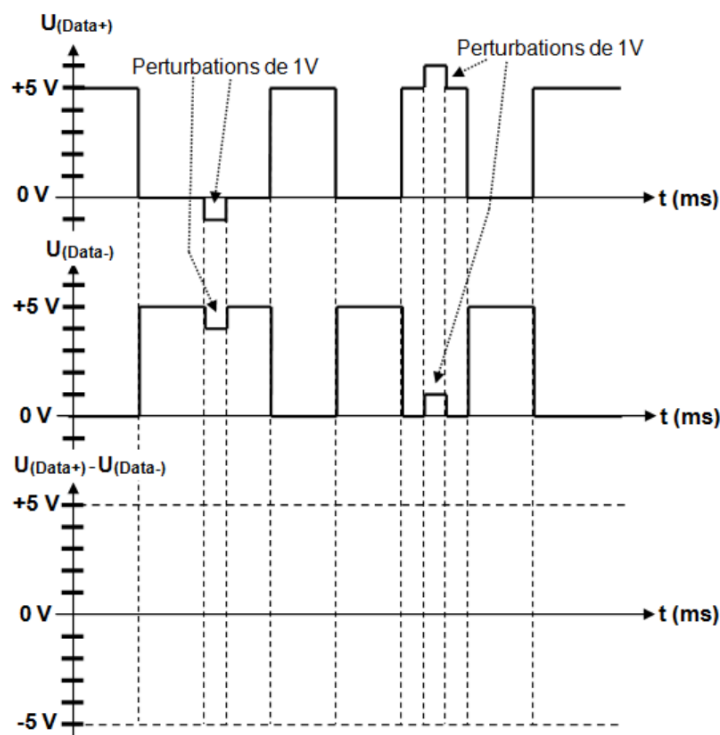 U(Data+)
Perturbations de 1V
Perturbations de 1V
+5 V
0 V
t (ms)
U(Data-)
+5 V
0 V
t (ms)
U(Data+) - U(Data-)
+5 V
0 V
t (ms)
-5 V